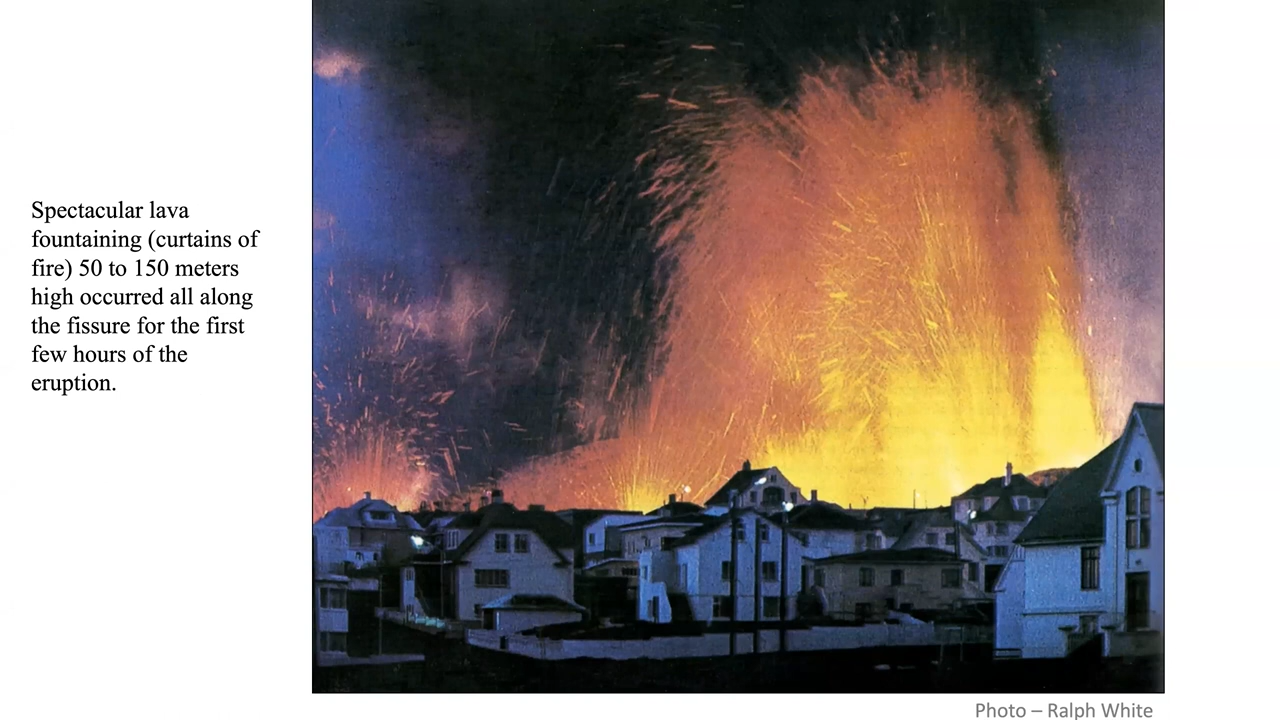 Spectacular lava
fountaining (curtains of
fire) 50 to 150 meters
high occurred all along
the fissure for the first
few hours of the
eruption.
Photo – Ralph White